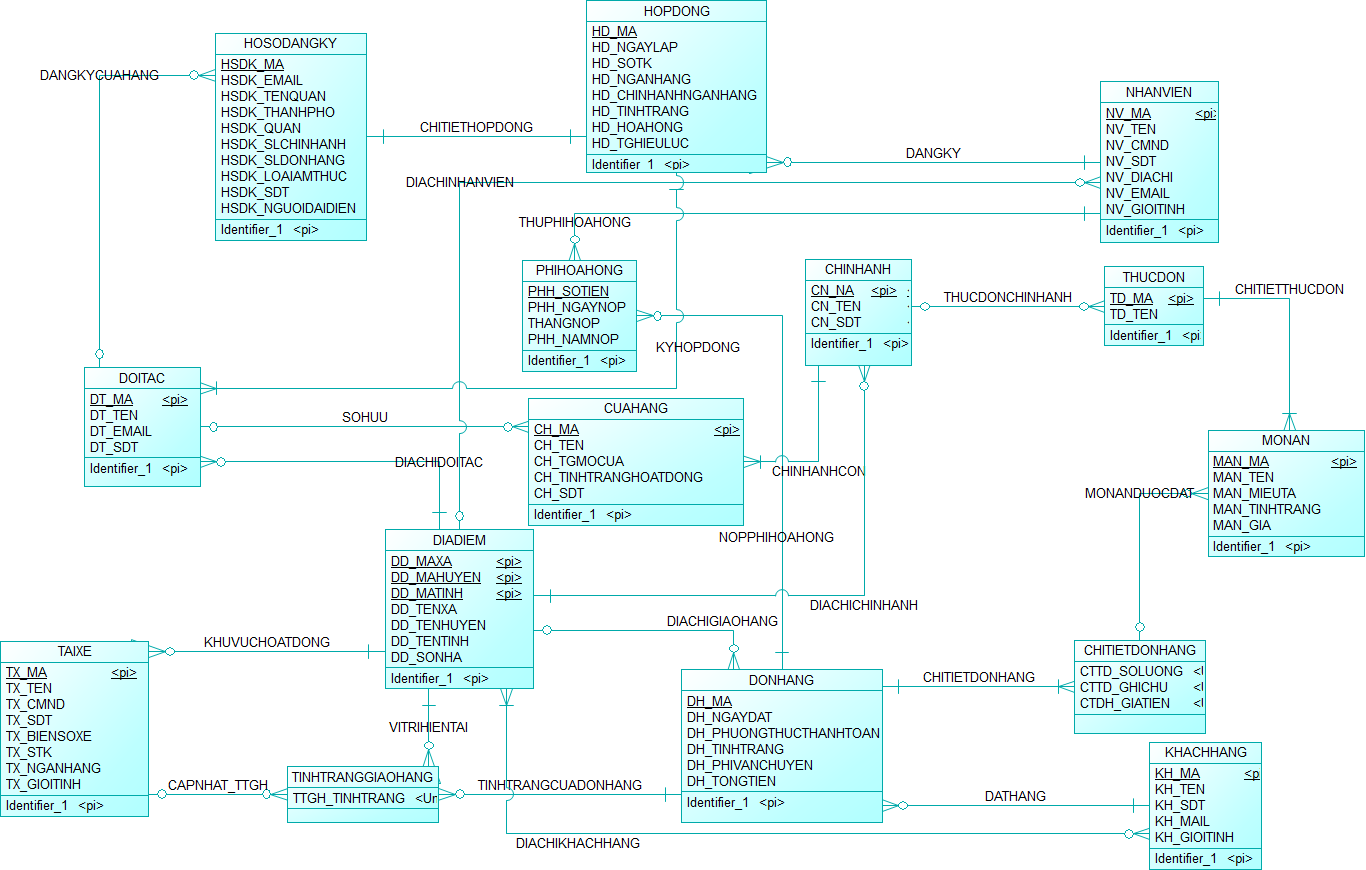 HOPDONG
HD_MA
HD_NGAYLAP
HD_SOTK
HD_NGANHANG
HD_CHINHANHNGANHANG
HD_TINHTRANG
HD_HOAHONG
HD_TGHIEULUC
Identifier_1 <pi>
HOSODANGKY
HSDK_MA
HSDK_EMAIL
HSDK_TENQUAN
HSDK_THANHPHO
HSDK_QUAN
HSDK_SLCHINHANH
HSDK_SLDONHANG
HSDK_LOAIAMTHUC
HSDK_SDT
HSDK_NGUOIDAIDIEN
Identifier_1 <pi>
DANGKYCUAHANG
CHITIETHOPDONG
NHANVIEN
NV_MA <pi>
NV_TEN
NV_CMND
NV_SDT
NV_DIACHI
NV_EMAIL
NV_GIOITINH
Identifier_1 <pi>
DANGKY
DIACHINHANVIEN
THUPHIHOAHONG
PHIHOAHONG
PHH_SOTIEN
PHH_NGAYNOP
THANGNOP
PHH_NAMNOP
Identifier_1 <pi>
KYHOPDONG
CHINHANH
CN_NA <pi>
CN_TEN
CN_SDT
Identifier_1 <pi>
THUCDONCHINHANH
THUCDON
TD_MA <pi>
TD_TEN
Identifier_1 <pi
CHITIETTHUCDON
DOITAC
DT_MA <pi>
DT_TEN
DT_EMAIL
DT_SDT
Identifier_1 <pi>
SOHUU
CUAHANG
CH_MA <pi>
CH_TEN
CH_TGMOCUA
CH_TINHTRANGHOATDONG
CH_SDT
Identifier_1 <pi>
DIACHIDOITAC
CHINHANHCON
MONAN
MAN_MA <pi>
MAN_TEN
MAN_MIEUTA
MAN_TINHTRANG
MAN_GIA
Identifier_1 <pi>
MONANDUOCDAT
NOPPHIHOAHONG
DIADIEM
DD_MAXA <pi>
DD_MAHUYEN <pi>
DD_MATINH <pi>
DD_TENXA
DD_TENHUYEN
DD_TENTINH
DD_SONHA
Identifier_1 <pi>
DIACHICHINHANH
DIACHIGIAOHANG
KHUVUCHOATDONG
TAIXE
TX_MA <pi>
TX_TEN
TX_CMND
TX_SDT
TX_BIENSOXE
TX_STK
TX_NGANHANG
TX_GIOITINH
Identifier_1 <pi>
VITRIHIENTAI
CAPNHAT_TTGH
TINHTRANGGIAOHANG
TTGH_TINHTRANG <Ur
TINHTRANGCUADONHANG
DONHANG
DH_MA
DH_NGAYDAT
DH_PHUONGTHUCTHANHTOAN
DH_TINHTRANG
DH_PHIVANCHUYEN
DH_TONGTIEN
Identifier_1 <pi>
CHITIETDONHANG
CHITIETDONHANG
CTTD_SOLUONG <l
CTTD_GHICHU <l
CTDH_GIATIEN <l
DATHANG
KHACHHANG
KH_MA <p
KH_TEN
KH_SDT
KH_MAIL
KH_GIOITINH
Identifier_1 <pi>
DIACHIKHACHHANG